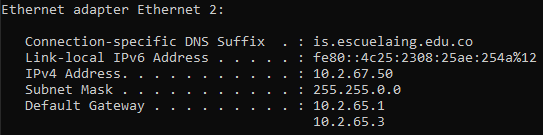 Ethernet adapter Ethernet 2:
Connection-specific DNS Suffix  . : is.escuelaing.edu.co
Link-local IPv6 Address . . . . . : fe80::4c25:2308:25ae:254a%12
IPv4 Address. . . . . . . . . . . : 10.2.67.50
Subnet Mask . . . . . . . . . . . : 255.255.0.0
Default Gateway . . . . . . . . . : 10.2.65.1
10.2.65.3